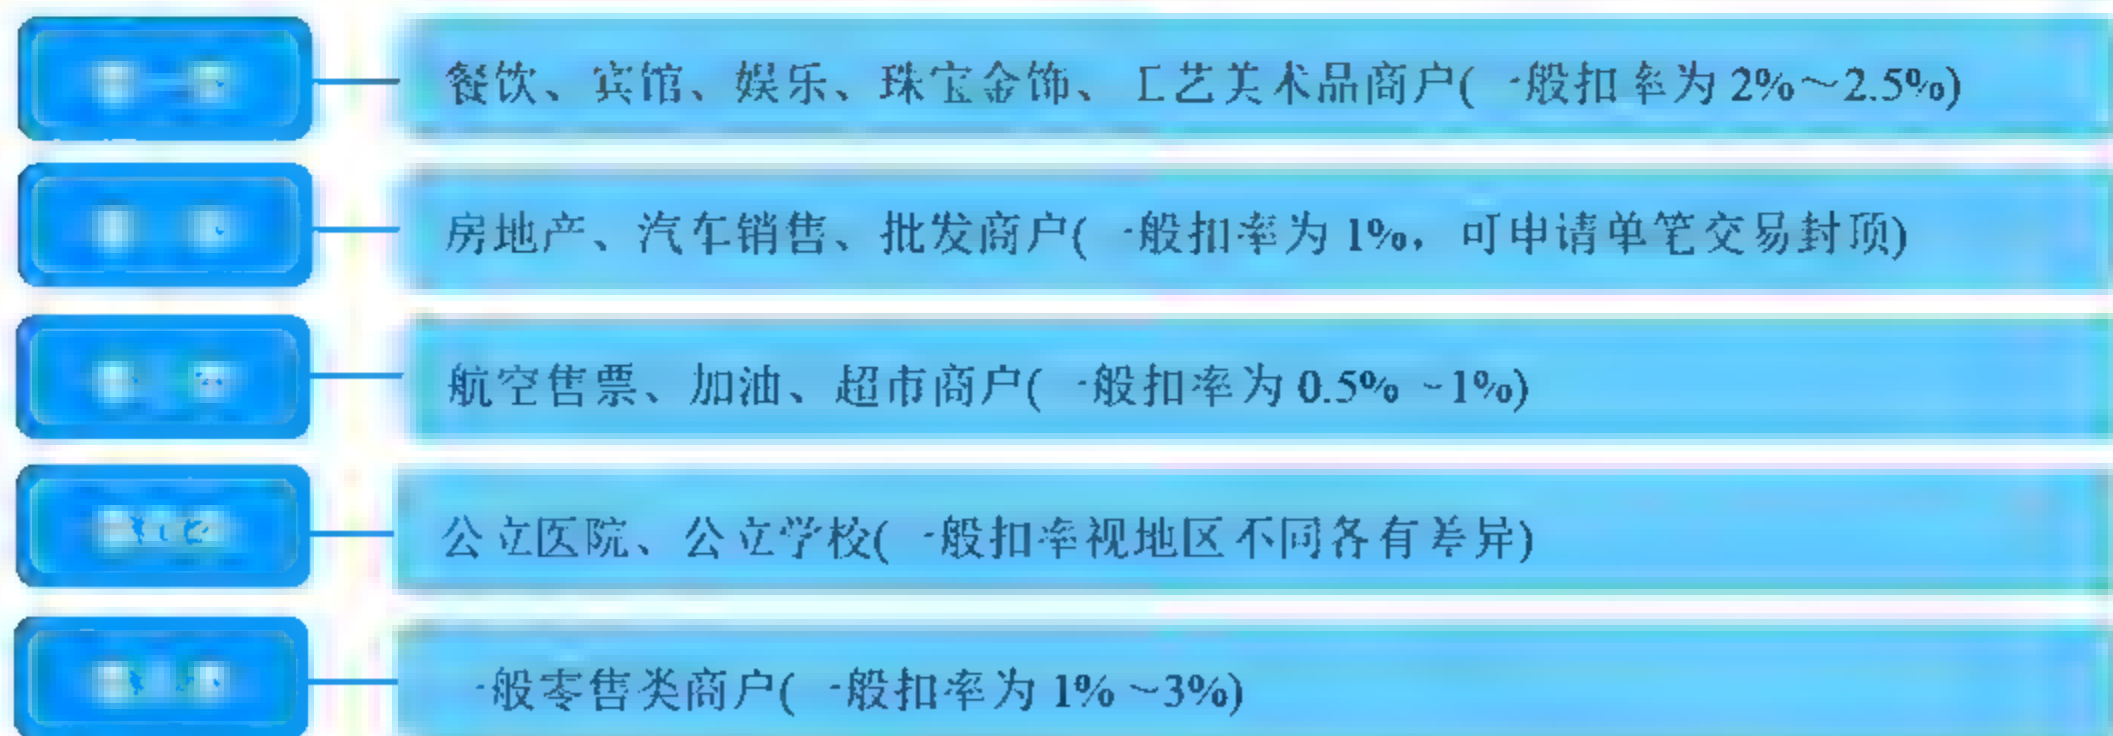 餐饮、宾馆、娱乐、珠宝金饰、工艺美术品商户(一般扣率为2%～2.5%)
房地产、汽车销售、批发商户(一般扣率为1%，可申请单笔交易封顶)
航空售票、加油、超市商户(一般扣率为0.5%~1%)
公立医院、公立学校(一般扣率视地区不同各有差异)
一般零售类商户(一般扣率为1%~3%)